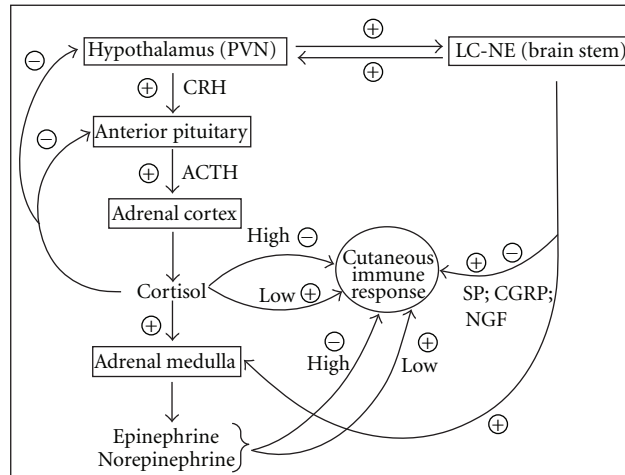 Hypothalamus (PVN)
+
+
LC-NE (brain stem)
−
+ CRH
−
Anterior pituitary
+ ACTH
Adrenal cortex
High −
Cutaneous
immune
response
+ −
SP; CGRP;
NGF
Cortisol
Low +
+
Adrenal medulla
−
High
+
Low
+
Epinephrine
Norepinephrine